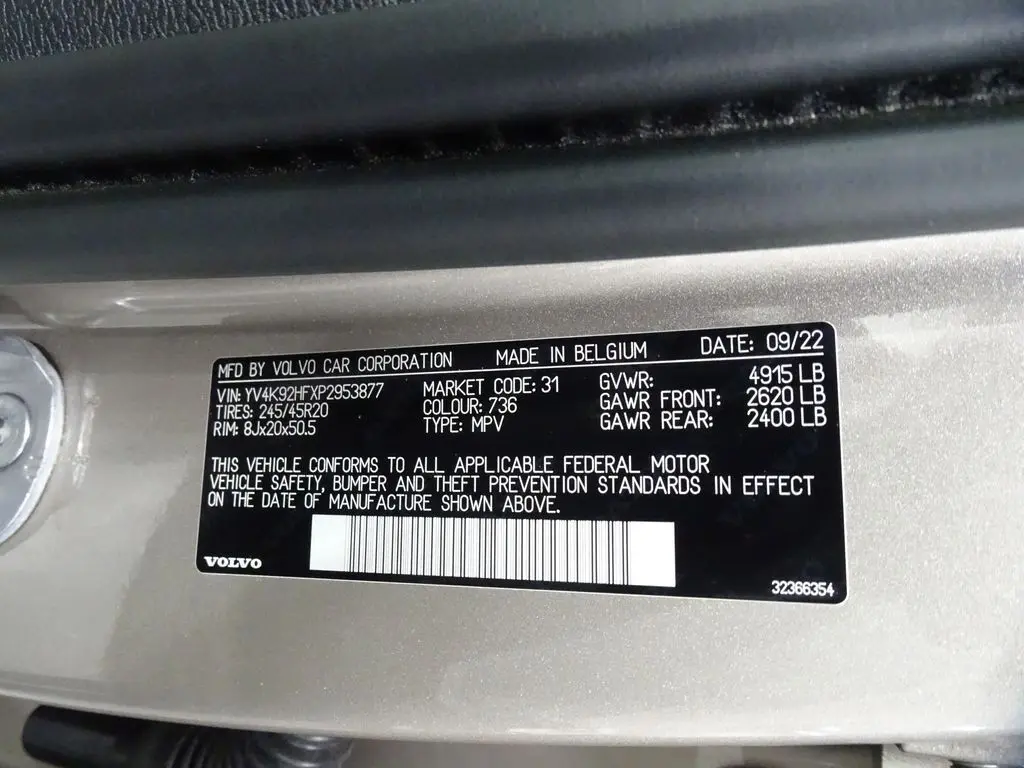 MFD BY VOLVO CAR CORPORATION MADE IN BELGIUM DATE: 09/22
VIN: YV4K92HFXP2953877 MARKET CODE: 31 GVWR: 4915 LB
TIRES: 245/45R20 COLOUR: 736 GAWR FRONT: 2620 LB
RIM: 8Jx20x50.5 TYPE: MPV GAWR REAR: 2400 LB
THIS VEHICLE CONFORMS TO ALL APPLICABLE FEDERAL MOTOR
VEHICLE SAFETY, BUMPER AND THEFT PREVENTION STANDARDS IN EFFECT
ON THE DATE OF MANUFACTURE SHOWN ABOVE.
VOLVO
32366354